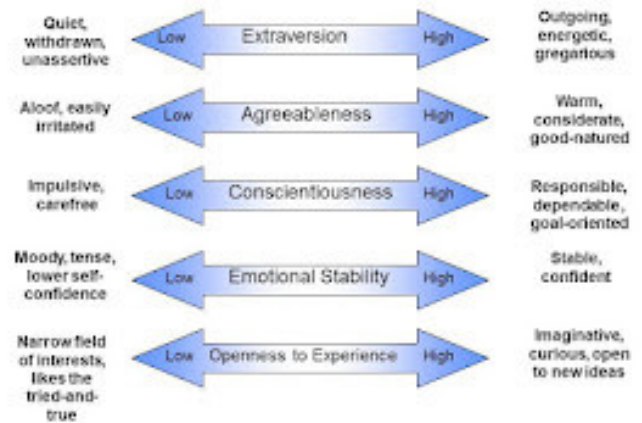 Quiet,
withdrawn,
unassertive
Low Extraversion High
Outgoing,
energetic,
gregarious
Aloof, easily
irritated
Low Agreeableness High
Warm,
considerate,
good-natured
Impulsive,
carefree
Low Conscientiousness High
Responsible,
dependable,
goal-oriented
Moody, tense,
lower self-
confidence
Low Emotional Stability High
Stable,
confident
Narrow field
of interests,
likes the
tried-and-
true
Low Openness to Experience High
Imaginative,
curious, open
to new ideas